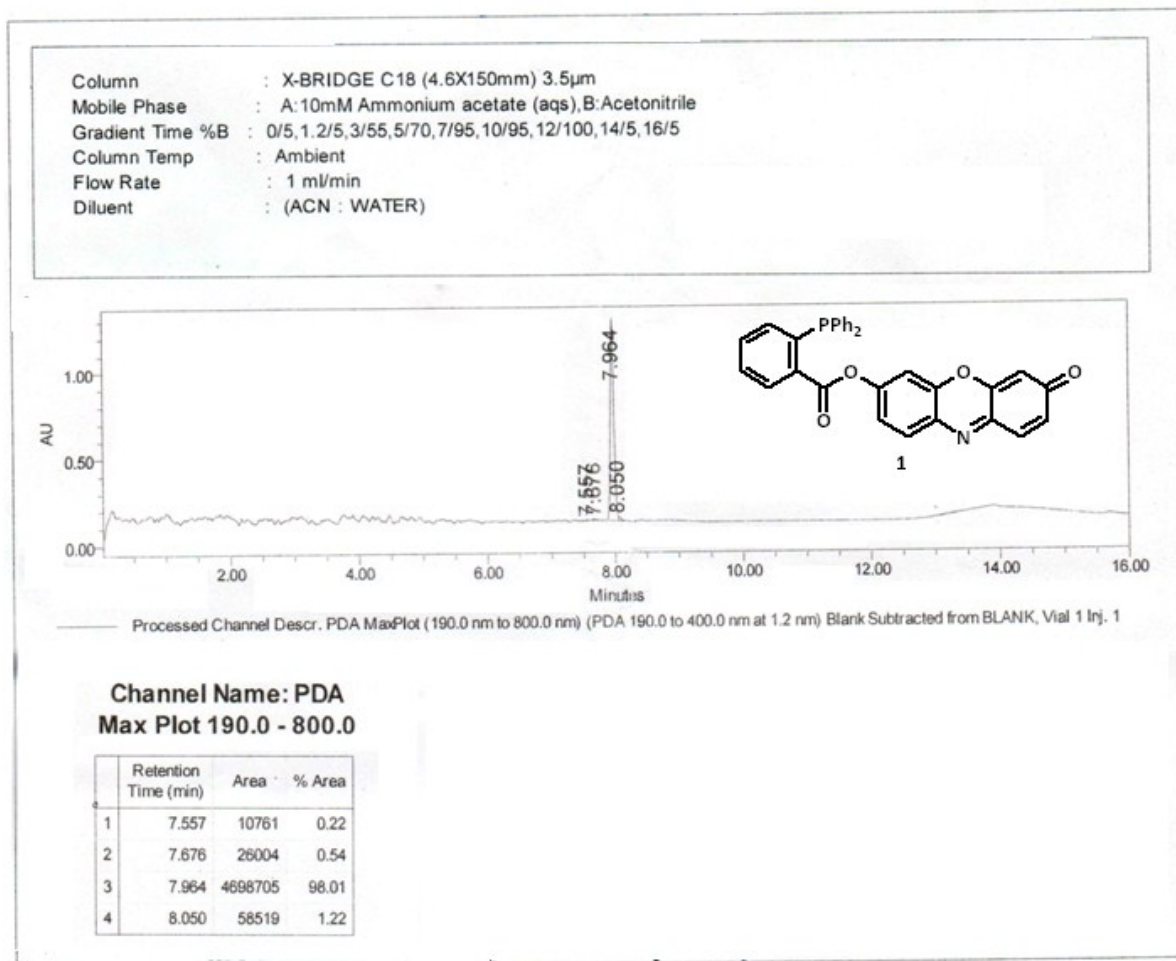 Column : X-BRIDGE C18 (4.6X150mm) 3.5µm
Mobile Phase : A:10mM Ammonium acetate (aqs),B:Acetonitrile
Gradient Time %B : 0/5,1.2/5,3/55,5/70,7/95,10/95,12/100,14/5,16/5
Column Temp : Ambient
Flow Rate : 1 ml/min
Diluent : (ACN : WATER)
AU
1.00
0.50
0.00
7.557
7.676
7.964
8.050
PPh2
O
O
O
O
N
1
2.00 4.00 6.00 8.00 10.00 12.00 14.00 16.00
Minutes
Processed Channel Descr. PDA MaxPlot (190.0 nm to 800.0 nm) (PDA 190.0 to 400.0 nm at 1.2 nm) Blank Subtracted from BLANK, Vial 1 Inj. 1
Channel Name: PDA
Max Plot 190.0 - 800.0
Retention Time (min) Area % Area
1 7.557 10761 0.22
2 7.676 26004 0.54
3 7.964 4698705 98.01
4 8.050 58519 1.22